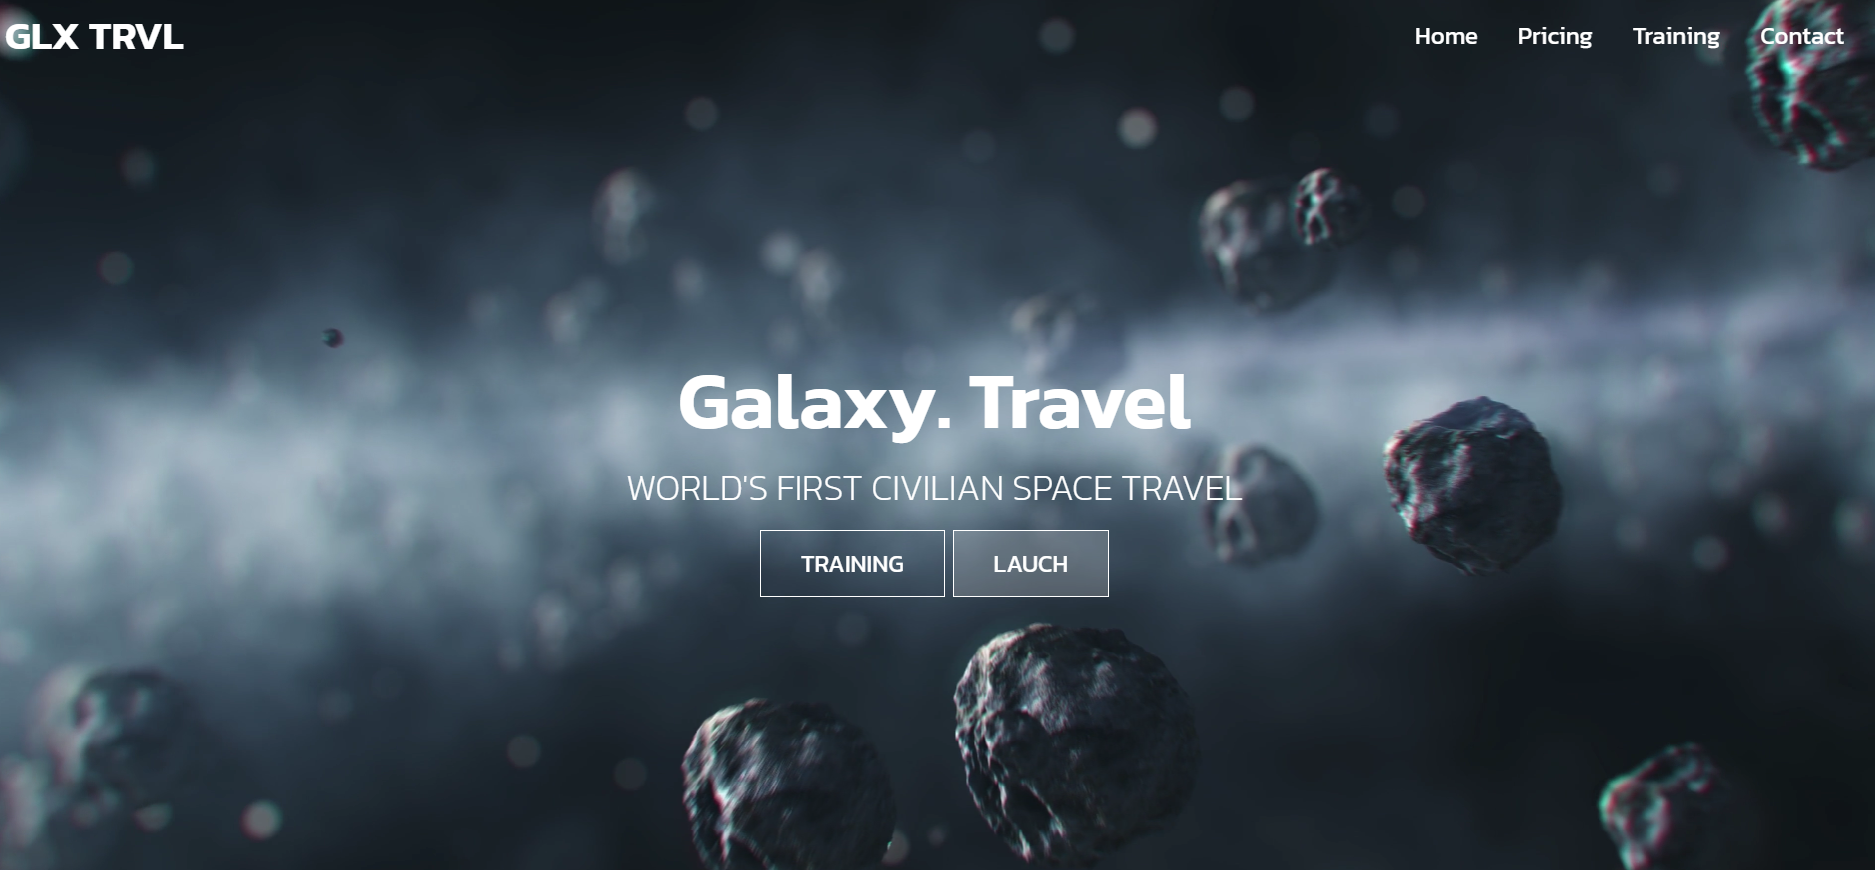 GLX TRVL
Home Pricing Training Contact
Galaxy. Travel
WORLD'S FIRST CIVILIAN SPACE TRAVEL
TRAINING LAUCH